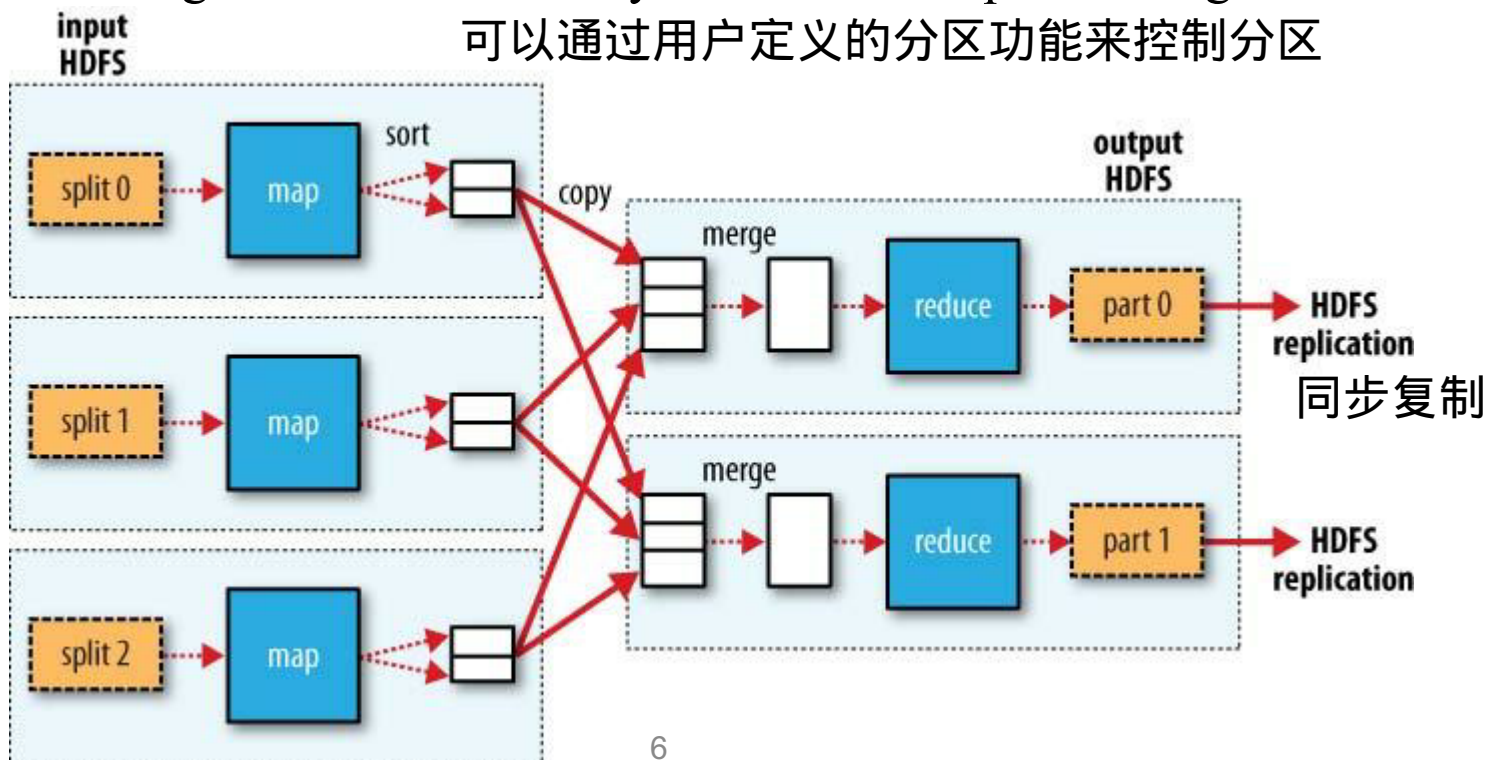 可以通过用户定义的分区功能来控制分区
input
HDFS
sort
split 0
map
copy
output
HDFS
merge
reduce
part 0
HDFS
replication
同步复制
split 1
map
merge
reduce
part 1
HDFS
replication
split 2
map
6